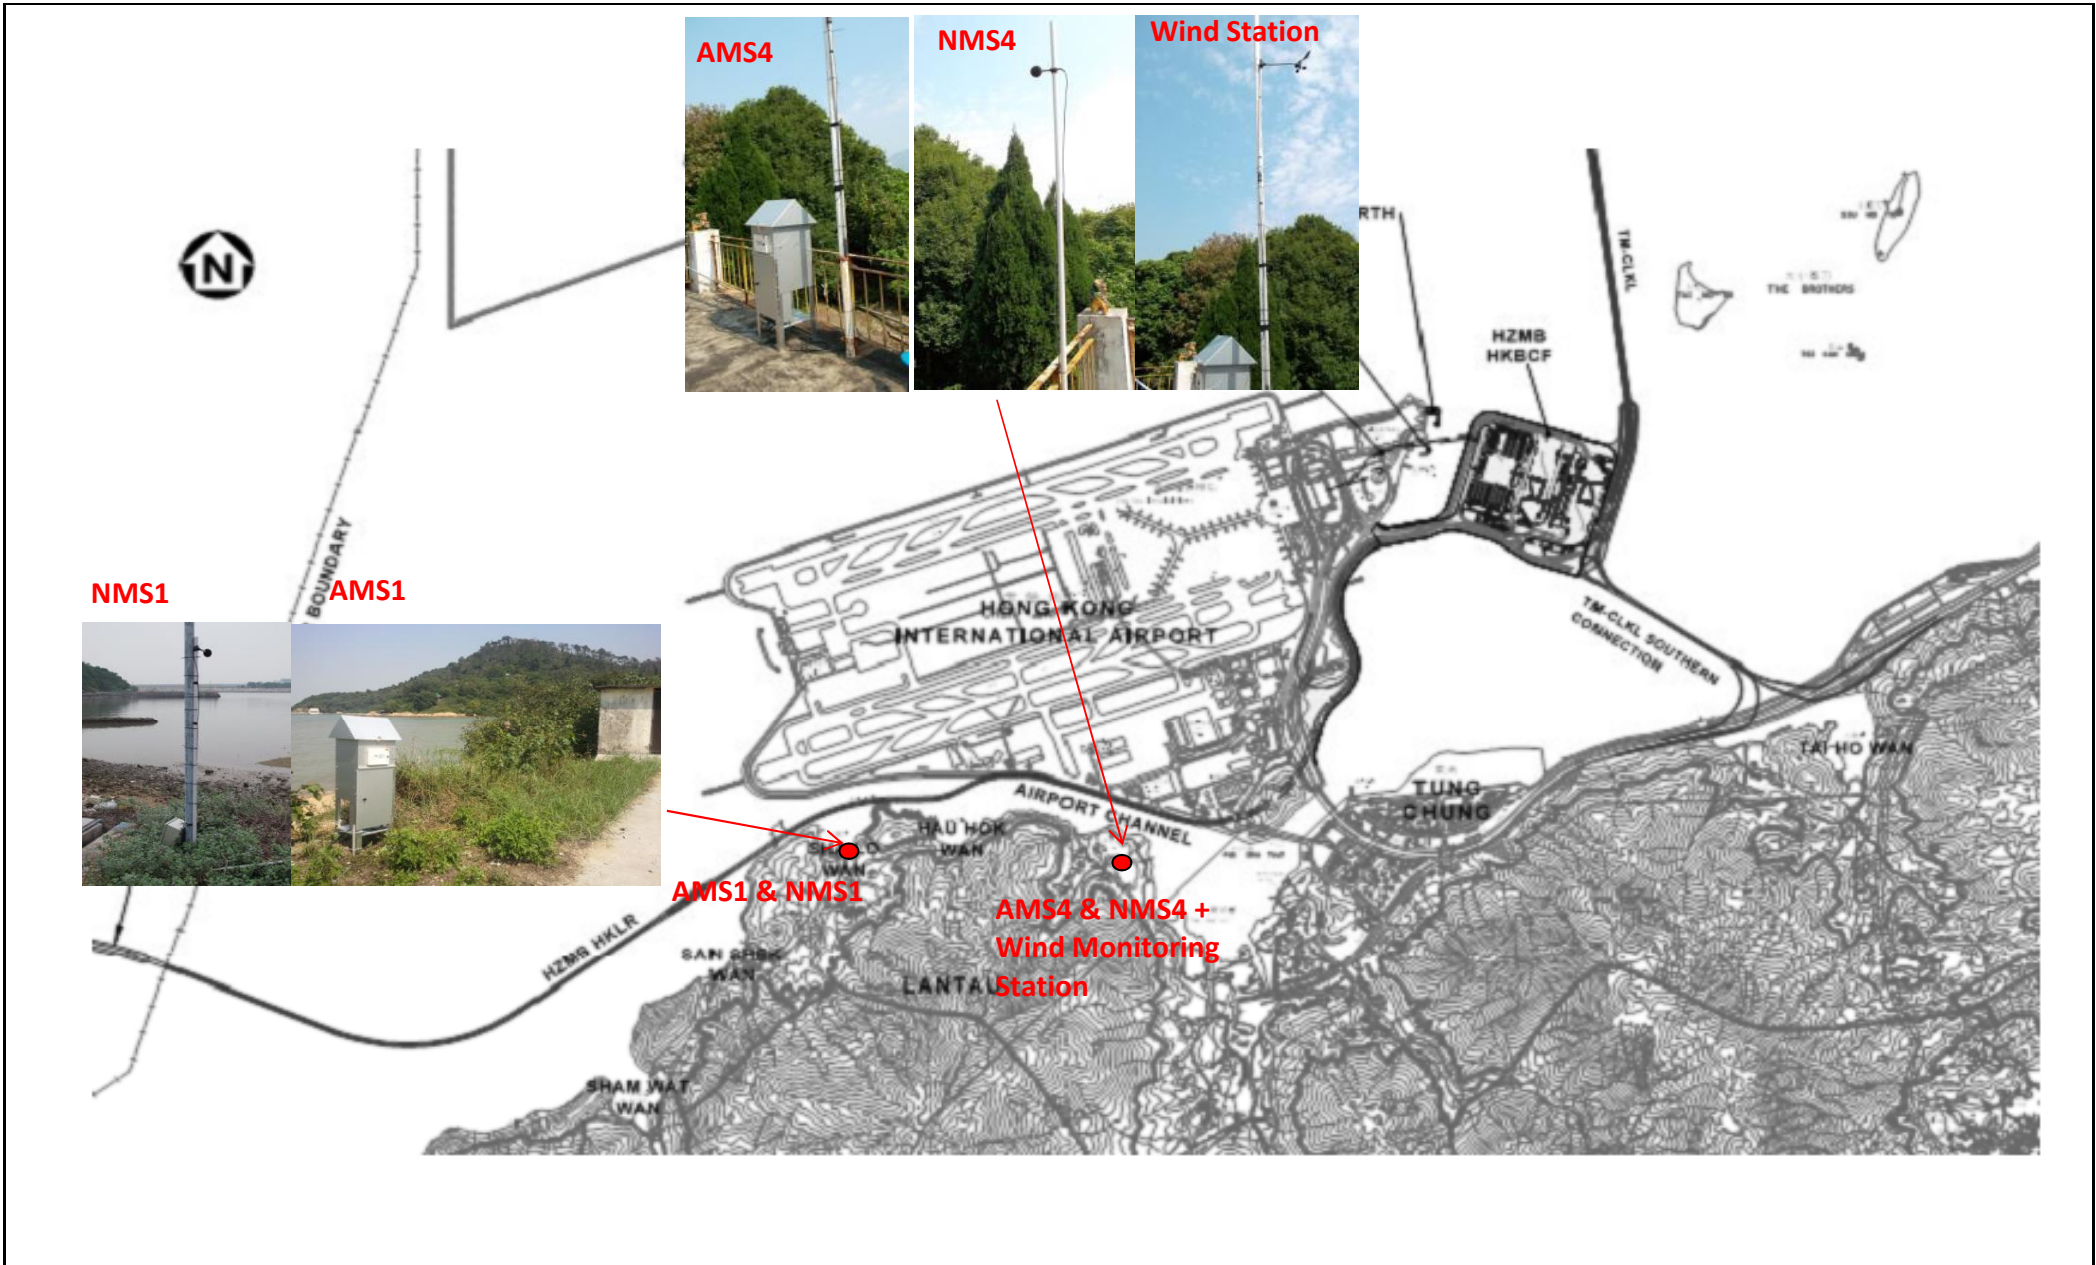 AMS4
NMS4
Wind Station
N
RTH
TM-CLKL
THE BROTHERS
HZMB
HKBCF
BOUNDARY
NMS1
AMS1
HONG KONG
INTERNATIONAL AIRPORT
TM-CLKL SOUTHERN
CONNECTION
TAI HO WAN
TUNG
CHUNG
AIRPORT CHANNEL
HAU HOK
WAN
WAN
AMS1 & NMS1
AMS4 & NMS4 +
Wind Monitoring
Station
HZMB HKLR
WAN
LANTAU
SHAM WAT
WAN